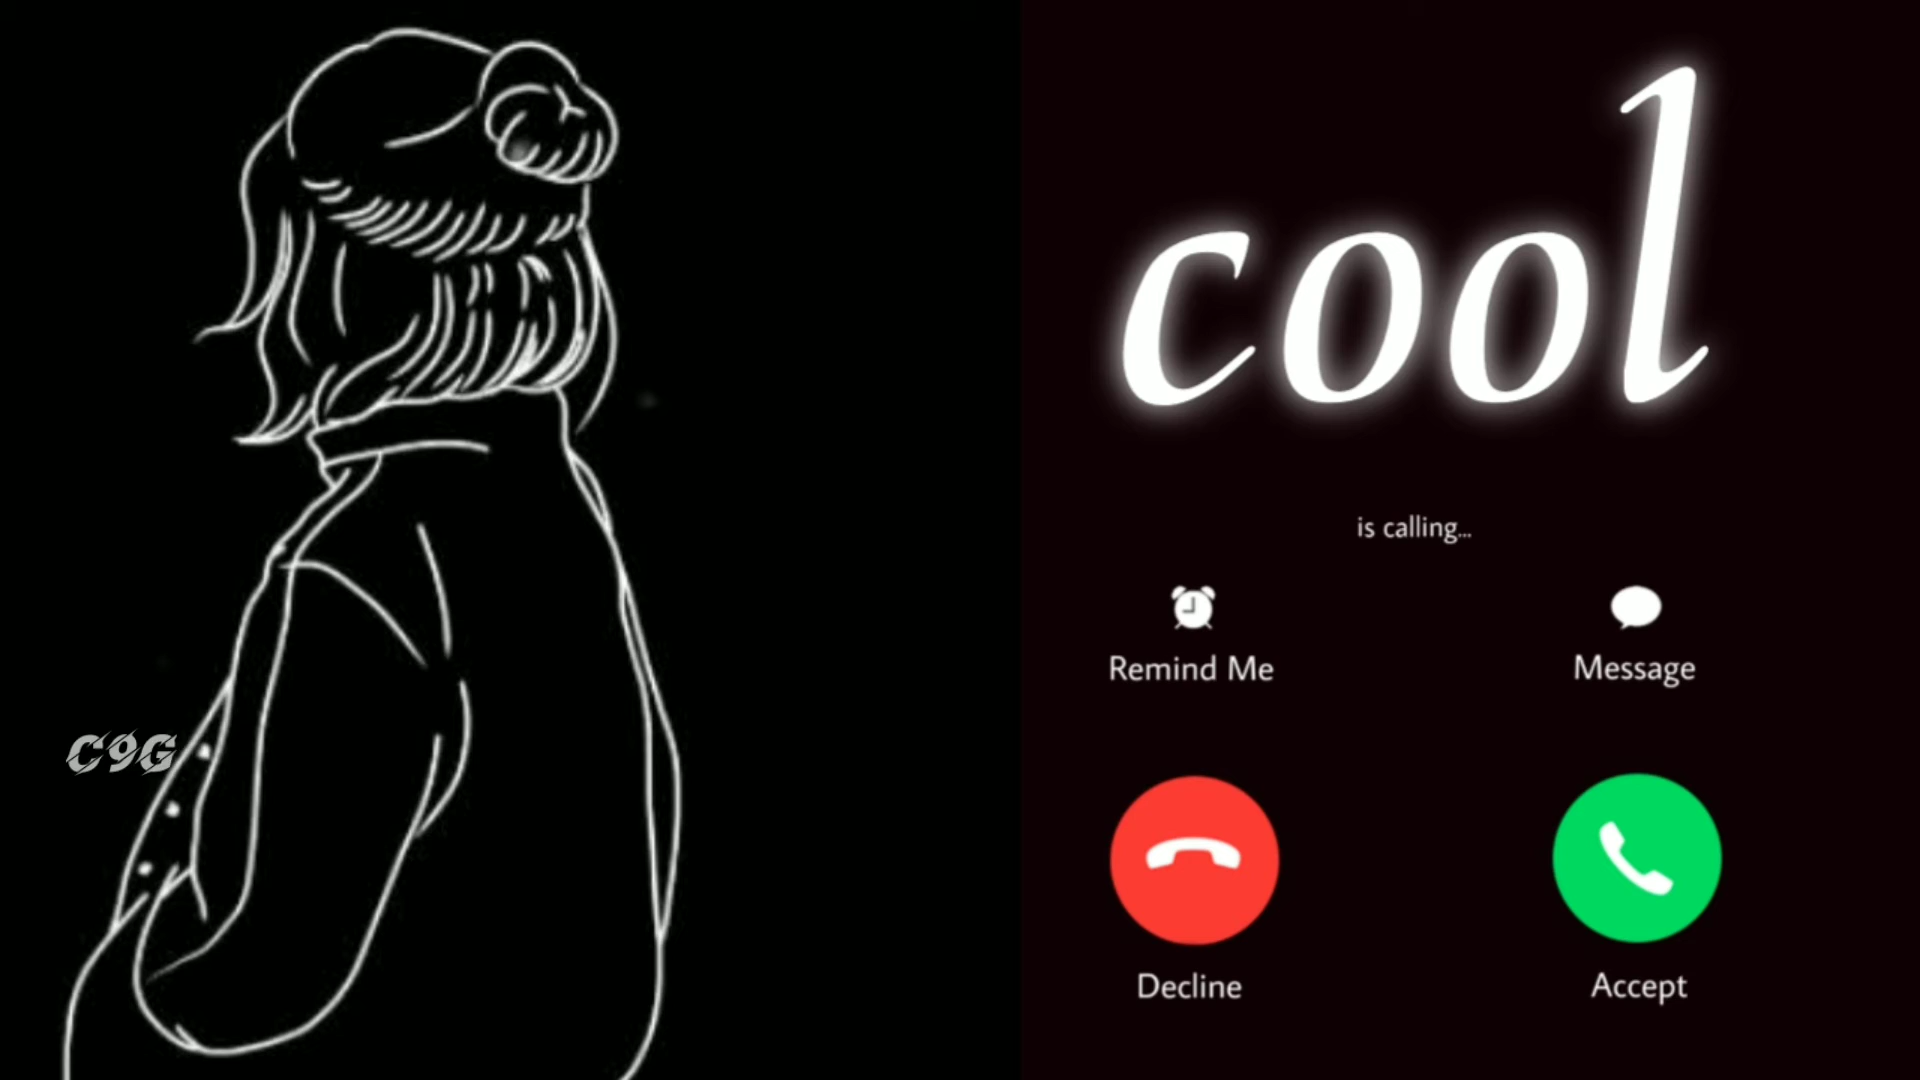 cool
is calling...
Remind Me
Message
C9G
Decline
Accept